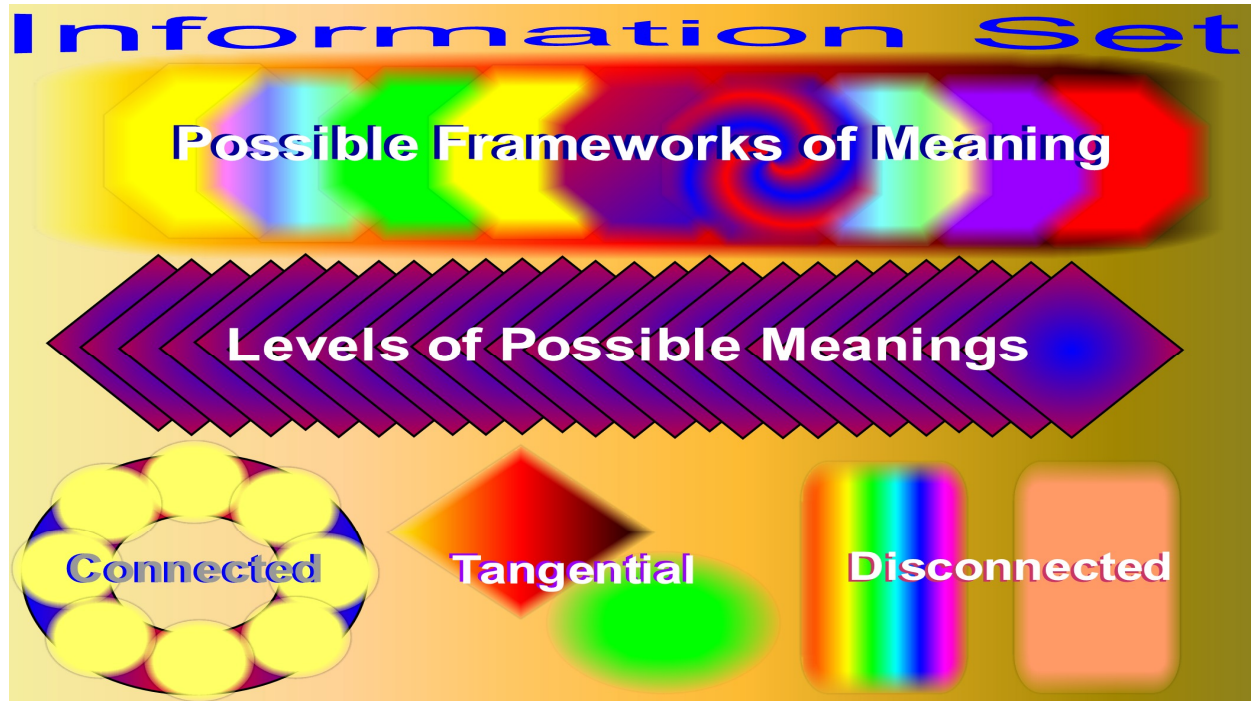 Information Set
Possible Frameworks of Meaning
Levels of Possible Meanings
Connected
Tangential
Disconnected